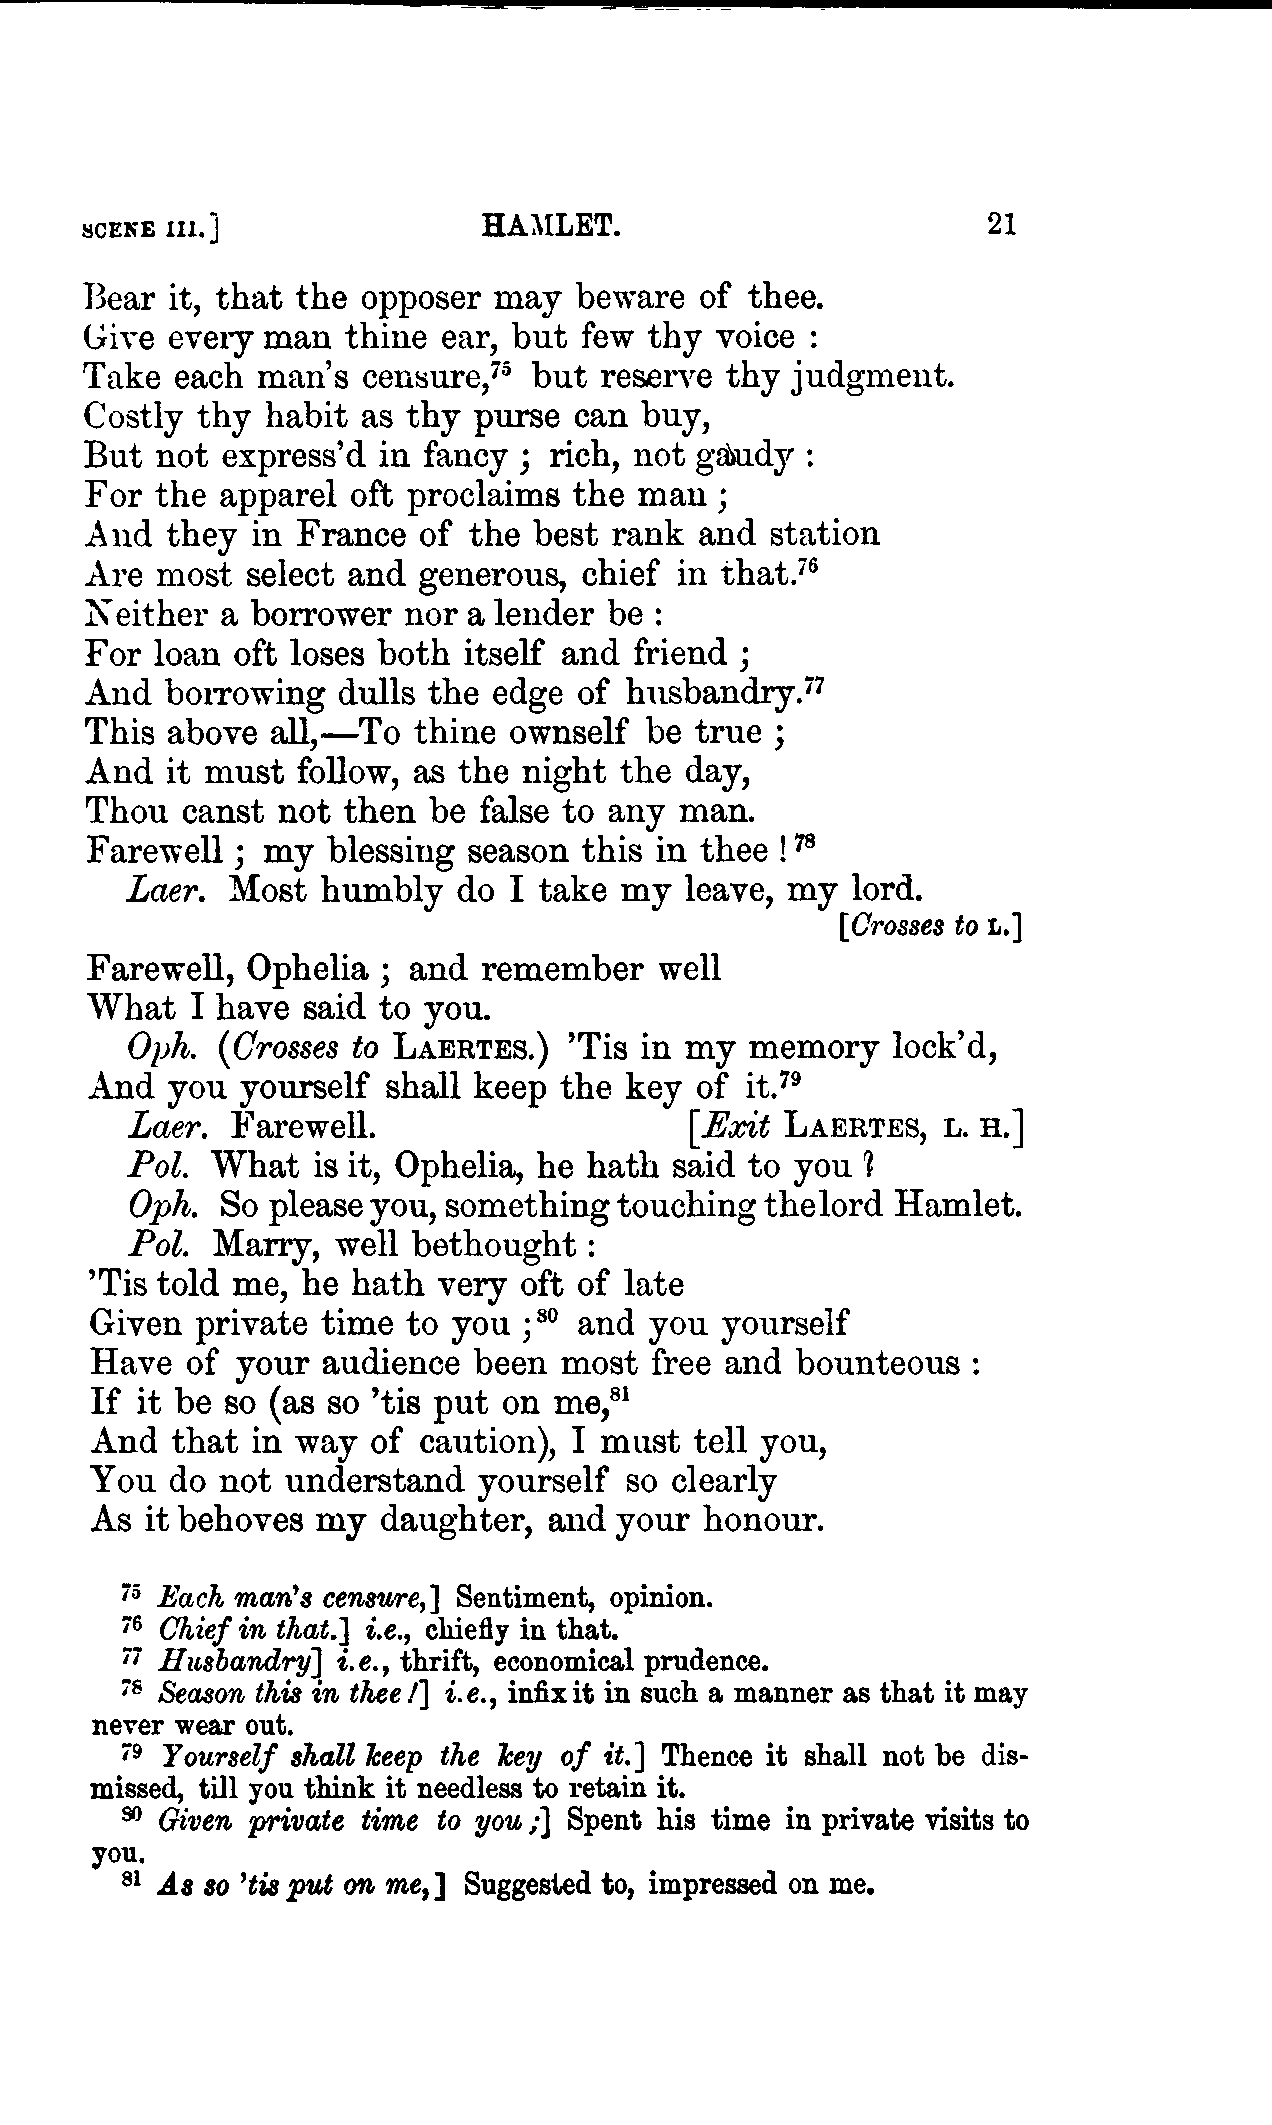 SCENE III.] HAMLET. 21
Bear it, that the opposer may beware of thee.
Give every man thine ear, but few thy voice :
Take each man's censure,⁷⁵ but reserve thy judgment.
Costly thy habit as thy purse can buy,
But not express'd in fancy ; rich, not gaudy :
For the apparel oft proclaims the man ;
And they in France of the best rank and station
Are most select and generous, chief in that.⁷⁶
Neither a borrower nor a lender be :
For loan oft loses both itself and friend ;
And borrowing dulls the edge of husbandry.⁷⁷
This above all,—To thine ownself be true ;
And it must follow, as the night the day,
Thou canst not then be false to any man.
Farewell ; my blessing season this in thee !⁷⁸
Laer. Most humbly do I take my leave, my lord.
[Crosses to L.]
Farewell, Ophelia ; and remember well
What I have said to you.
Oph. (Crosses to LAERTES.) 'Tis in my memory lock'd,
And you yourself shall keep the key of it.⁷⁹
Laer. Farewell. [Exit LAERTES, L. H.]
Pol. What is it, Ophelia, he hath said to you ?
Oph. So please you, something touching the lord Hamlet.
Pol. Marry, well bethought :
'Tis told me, he hath very oft of late
Given private time to you ;⁸⁰ and you yourself
Have of your audience been most free and bounteous :
If it be so (as so 'tis put on me,⁸¹
And that in way of caution), I must tell you,
You do not understand yourself so clearly
As it behoves my daughter, and your honour.
⁷⁵ Each man's censure,] Sentiment, opinion.
⁷⁶ Chief in that.] i.e., chiefly in that.
⁷⁷ Husbandry] i.e., thrift, economical prudence.
⁷⁸ Season this in thee !] i.e., infix it in such a manner as that it may
never wear out.
⁷⁹ Yourself shall keep the key of it.] Thence it shall not be dis-
missed, till you think it needless to retain it.
⁸⁰ Given private time to you ;] Spent his time in private visits to
you.
⁸¹ As so 'tis put on me,] Suggested to, impressed on me.